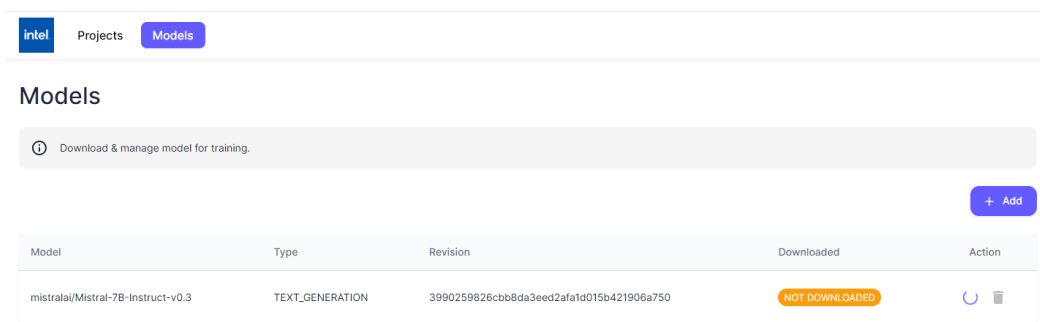 intel Projects Models
Models
Download & manage model for training.
+ Add
Model Type Revision Downloaded Action
mistralai/Mistral-7B-Instruct-v0.3 TEXT_GENERATION 3990259826cbb8da3eed2afa1d015b421906a750 NOT DOWNLOADED